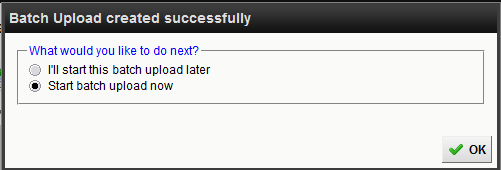 Batch Upload created successfully
What would you like to do next?
I'll start this batch upload later
Start batch upload now
OK